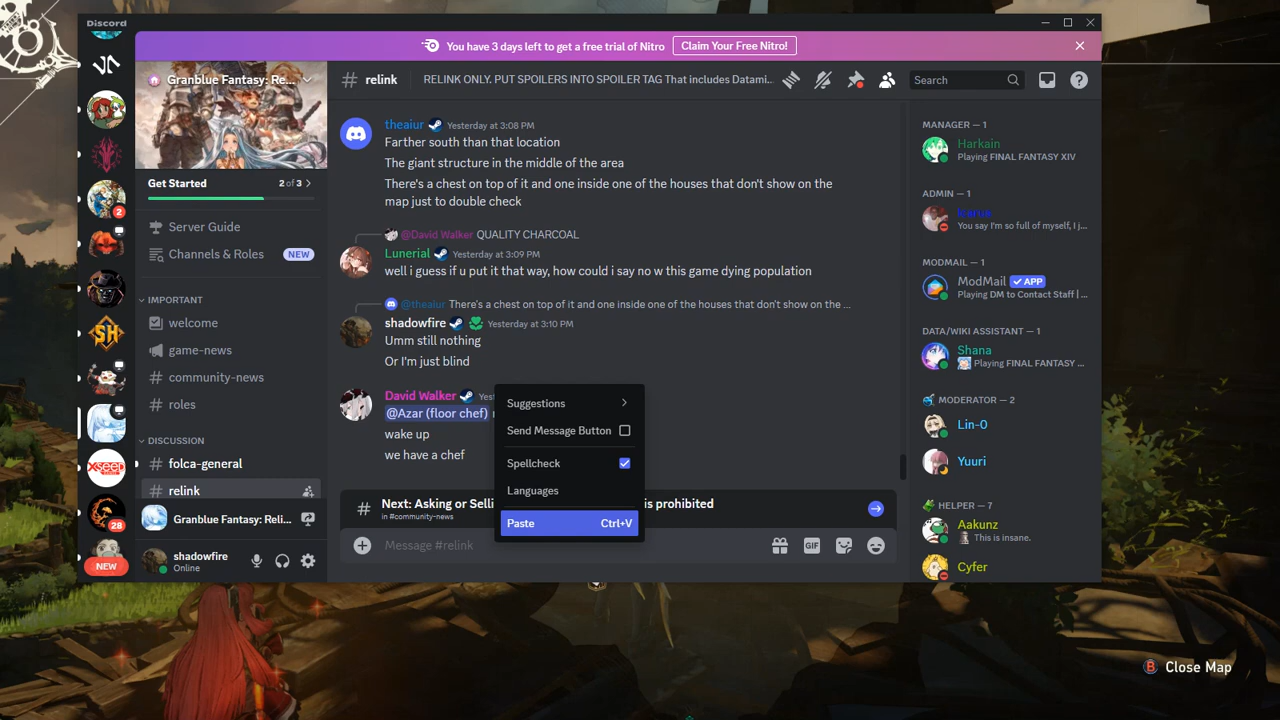 Discord
You have 3 days left to get a free trial of Nitro
Claim Your Free Nitro!
Granblue Fantasy: Re...
Get Started
2 of 3
Server Guide
Channels & Roles
NEW
IMPORTANT
welcome
game-news
community-news
roles
DISCUSSION
folca-general
relink
Granblue Fantasy: Reli...
shadowfire
Online
2
SH
XSEED
28
NEW
relink
RELINK ONLY. PUT SPOILERS INTO SPOILER TAG That includes Datami...
Search
theaiur Yesterday at 3:08 PM
Farther south than that location
The giant structure in the middle of the area
There's a chest on top of it and one inside one of the houses that don't show on the
map just to double check
@David Walker QUALITY CHARCOAL
Lunerial Yesterday at 3:09 PM
well i guess if u put it that way, how could i say no w this game dying population
@theaiur There's a chest on top of it and one inside one of the houses that don't show on the ...
shadowfire Yesterday at 3:10 PM
Umm still nothing
Or I'm just blind
David Walker Yest
@Azar (floor chef)
wake up
we have a chef
Suggestions
Send Message Button
Spellcheck
Languages
Paste Ctrl+V
Next: Asking or Selli is prohibited
in #community-news
Message #relink
GIF
MANAGER — 1
Harkain
Playing FINAL FANTASY XIV
ADMIN — 1
You say I'm so full of myself, I j...
MODMAIL — 1
ModMail APP
Playing DM to Contact Staff | ...
DATA/WIKI ASSISTANT — 1
Shana
Playing FINAL FANTASY ...
MODERATOR — 2
Lin-O
Yuuri
HELPER — 7
Aakunz
This is insane.
Cyfer
B Close Map